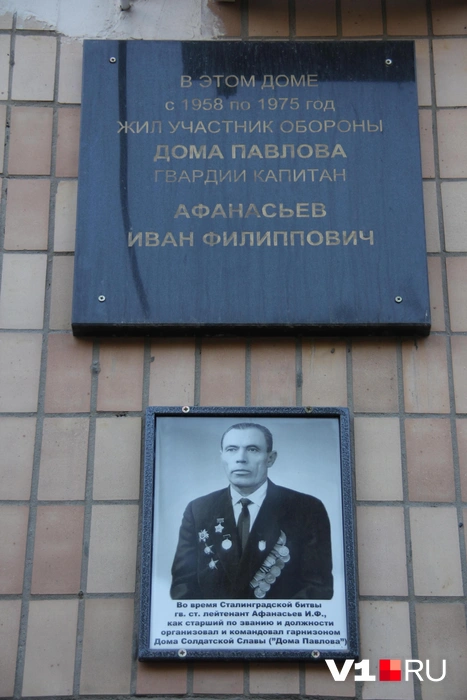 В ЭТОМ ДОМЕ
с 1958 по 1975 год
ЖИЛ УЧАСТНИК ОБОРОНЫ
ДОМА ПАВЛОВА
ГВАРДИИ КАПИТАН
АФАНАСЬЕВ
ИВАН ФИЛИППОВИЧ
Во время Сталинградской битвы
гв. ст. лейтенант Афанасьев И.Ф.,
как старший по званию и должности
организовал и командовал гарнизоном
Дома Солдатской Славы ("Дома Павлова")
V1 RU